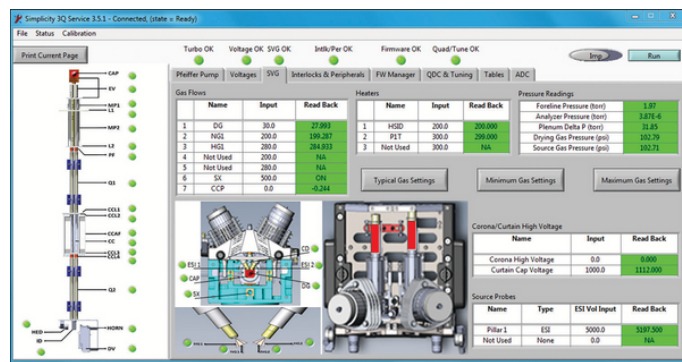 Simplicity 3Q Service 3.5.1 - Connected, (state = Ready)
File Status Calibration
Print Current Page
Turbo OK Voltage OK SVG OK Intlk/Per OK Firmware OK Quad/Tune OK
Imp Run
Pfeiffer Pump Voltages SVG Interlocks & Peripherals FW Manager QDC & Tuning Tables ADC
CAP
EV
MP1
L1
MP2
L2
PF
Q1
CCL1
CCL2
CCAF
CC
CCL3
Q3
HED
HORN
ID
DV
Gas Flows
Name Input Read Back
1 DG 30.0 27.993
2 NG1 200.0 199.287
3 HG1 280.0 284.933
4 Not Used 200.0 NA
5 Not Used 280.0 NA
6 SX 500.0 ON
7 CCP 0.0 -0.244
Heaters
Name Input Read Back
1 HSID 200.0 200.000
2 P1T 300.0 299.000
3 Not Used 300.0 NA
Pressure Readings
Foreline Pressure (torr) 1.97
Analyzer Pressure (torr) 3.87E-6
Plenum Delta P (torr) 31.85
Drying Gas Pressure (psi) 102.79
Source Gas Pressure (psi) 102.71
Typical Gas Settings
Minimum Gas Settings
Maximum Gas Settings
CD
ESI 1
ESI 2
CAP
DG
SX
Corona/Curtain High Voltage
Name Input Read Back
Corona High Voltage 0.0 0.000
Curtain Cap Voltage 1000.0 1112.000
Source Probes
Name Type ESI Vol Input Read Back
Pillar 1 ESI 5000.0 5197.500
Not Used None 0.0 NA